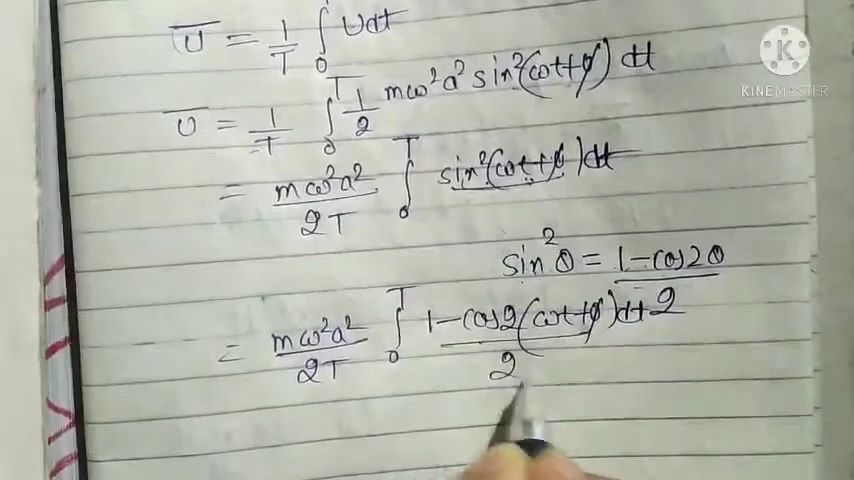 U̅ = 1/T ∫₀ᵀ U dt
KINEMASTER
U̅ = 1/T ∫₀ᵀ 1/2 mω²a² sin²(ωt+φ) dt
= mω²a²/2T ∫₀ᵀ sin²(ωt+φ) dt
sin²θ = 1-cos2θ/2
= mω²a²/2T ∫₀ᵀ 1-cos2(ωt+φ)dt/2